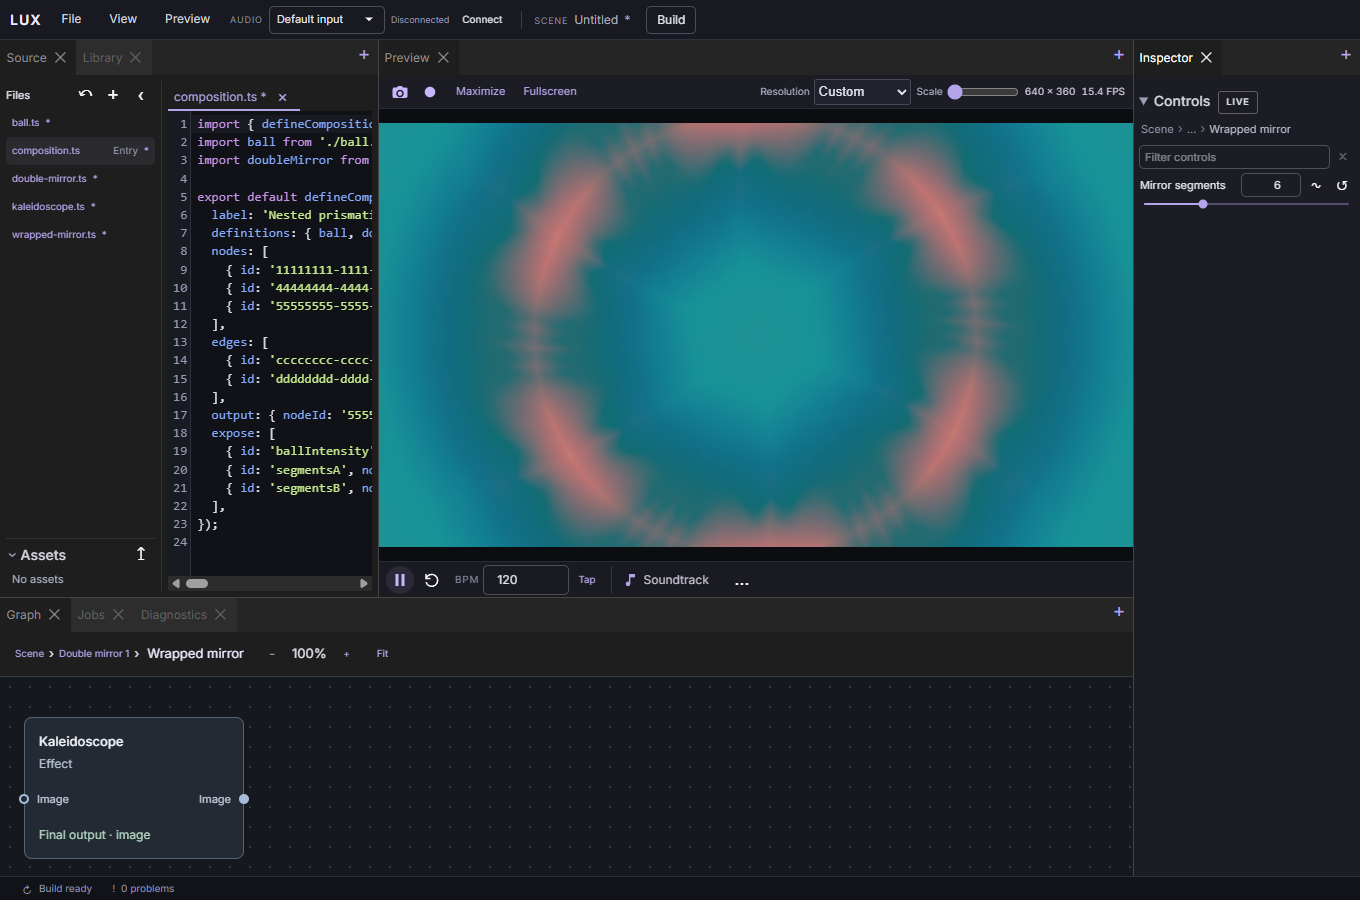 LUX File View Preview AUDIO Default input Disconnected Connect SCENE Untitled * Build
Source Library +
Files
ball.ts *
composition.ts Entry *
double-mirror.ts *
kaleidoscope.ts *
wrapped-mirror.ts *
Assets
No assets
composition.ts *
1 import { defineCompositio
2 import ball from './ball.
3 import doubleMirror from
4
5 export default defineComp
6 label: 'Nested prismati
7 definitions: { ball, do
8 nodes: [
9 { id: '11111111-1111-
10 { id: '44444444-4444-
11 { id: '55555555-5555-
12 ],
13 edges: [
14 { id: 'cccccccc-cccc-
15 { id: 'dddddddd-dddd-
16 ],
17 output: { nodeId: '5555
18 expose: [
19 { id: 'ballIntensity'
20 { id: 'segmentsA', no
21 { id: 'segmentsB', no
22 ],
23 });
24
Preview +
Maximize Fullscreen Resolution Custom Scale 640 × 360 15.4 FPS
BPM 120 Tap Soundtrack ...
Inspector +
Controls LIVE
Scene › ... › Wrapped mirror
Filter controls ×
Mirror segments 6
Graph Jobs Diagnostics +
Scene › Double mirror 1 › Wrapped mirror - 100% + Fit
Kaleidoscope
Effect
Image Image
Final output · image
Build ready ! 0 problems